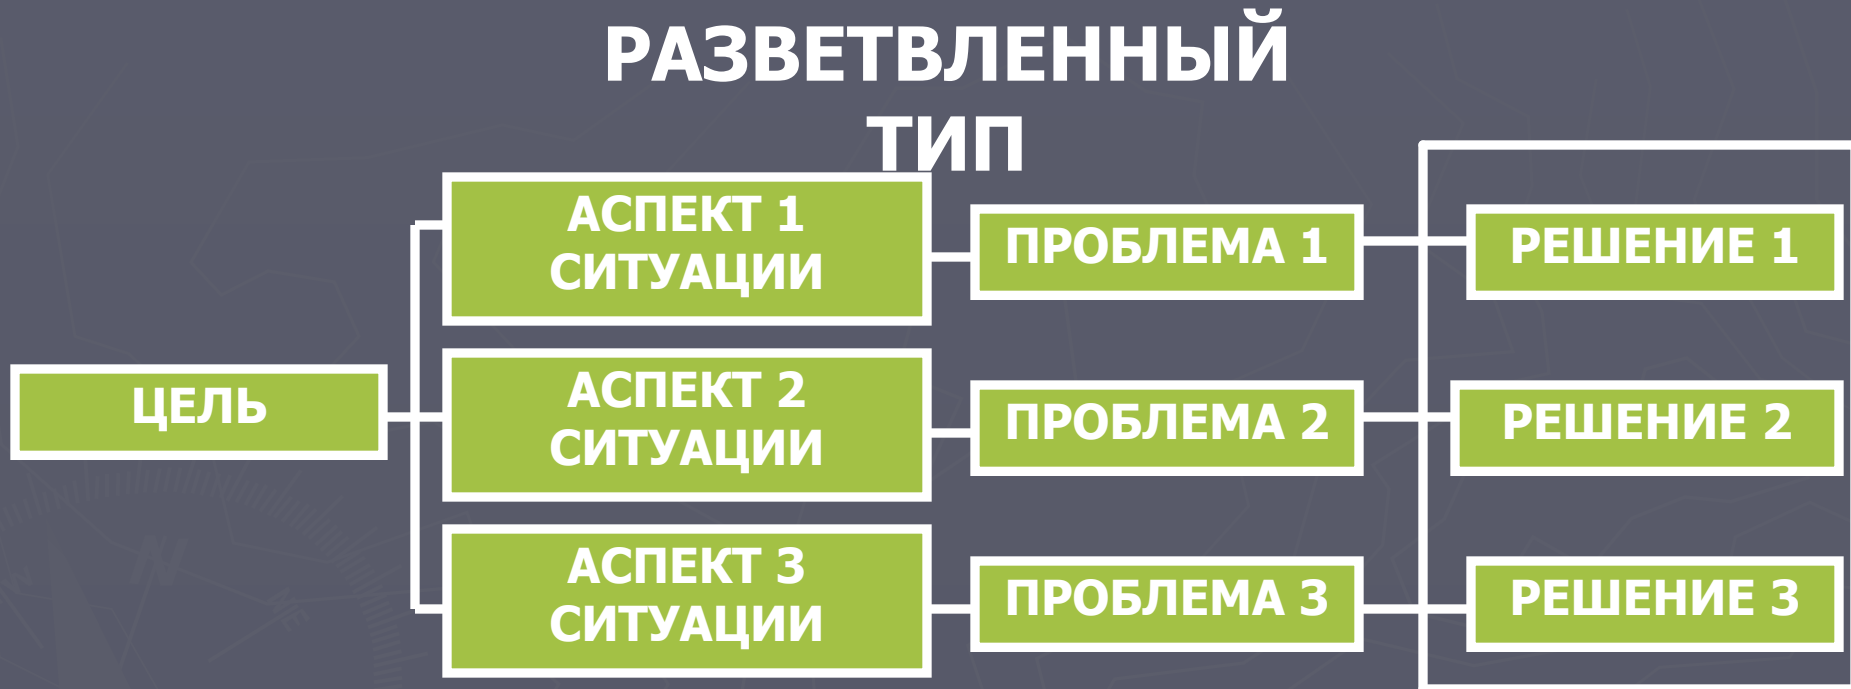 РАЗВЕТВЛЕННЫЙ
ТИП
АСПЕКТ 1
СИТУАЦИИ
ПРОБЛЕМА 1
РЕШЕНИЕ 1
ЦЕЛЬ
АСПЕКТ 2
СИТУАЦИИ
ПРОБЛЕМА 2
РЕШЕНИЕ 2
АСПЕКТ 3
СИТУАЦИИ
ПРОБЛЕМА 3
РЕШЕНИЕ 3
N
NE